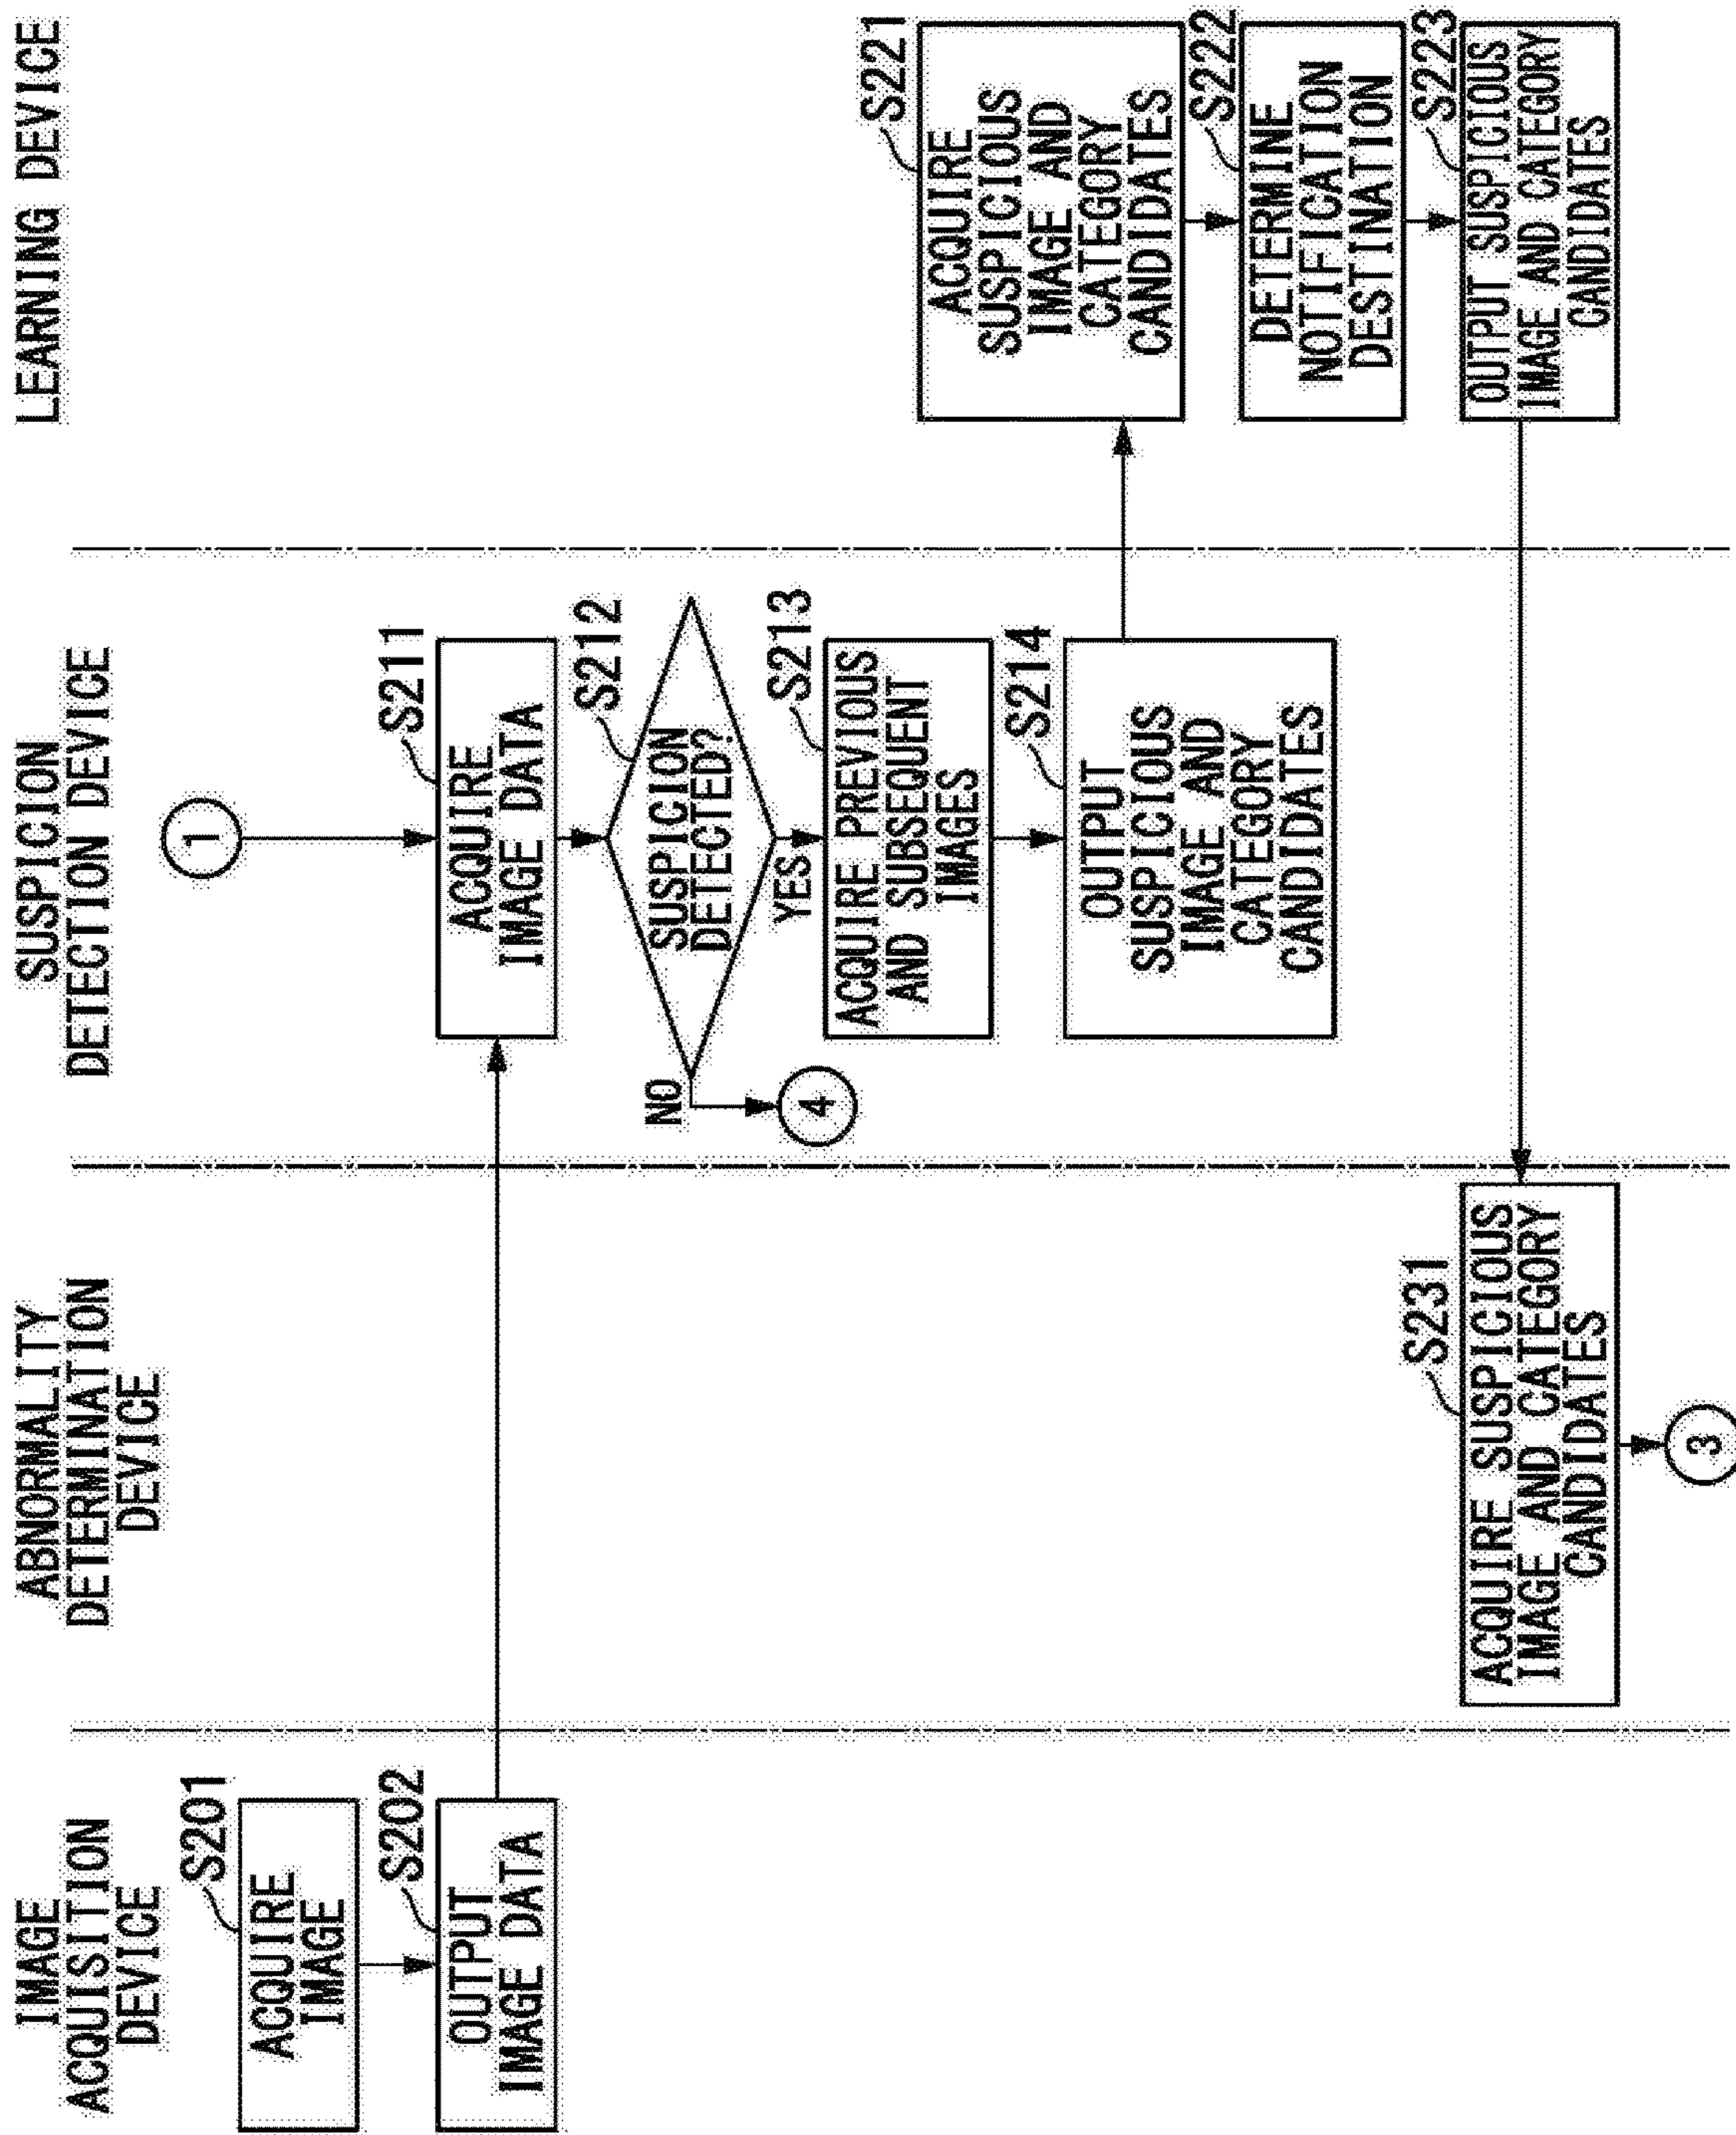 IMAGE
ACQUISITION
DEVICE
ABNORMALITY
DETERMINATION
DEVICE
SUSPICION
DETECTION DEVICE
LEARNING DEVICE
S201
ACQUIRE
IMAGE
S202
OUTPUT
IMAGE DATA
1
S211
ACQUIRE
IMAGE DATA
S212
SUSPICION
DETECTED?
NO
4
YES
S213
ACQUIRE PREVIOUS
AND SUBSEQUENT
IMAGES
S214
OUTPUT
SUSPICIOUS
IMAGE AND
CATEGORY
CANDIDATES
S221
ACQUIRE
SUSPICIOUS
IMAGE AND
CATEGORY
CANDIDATES
S222
DETERMINE
NOTIFICATION
DESTINATION
S223
OUTPUT SUSPICIOUS
IMAGE AND CATEGORY
CANDIDATES
S231
ACQUIRE SUSPICIOUS
IMAGE AND CATEGORY
CANDIDATES
3